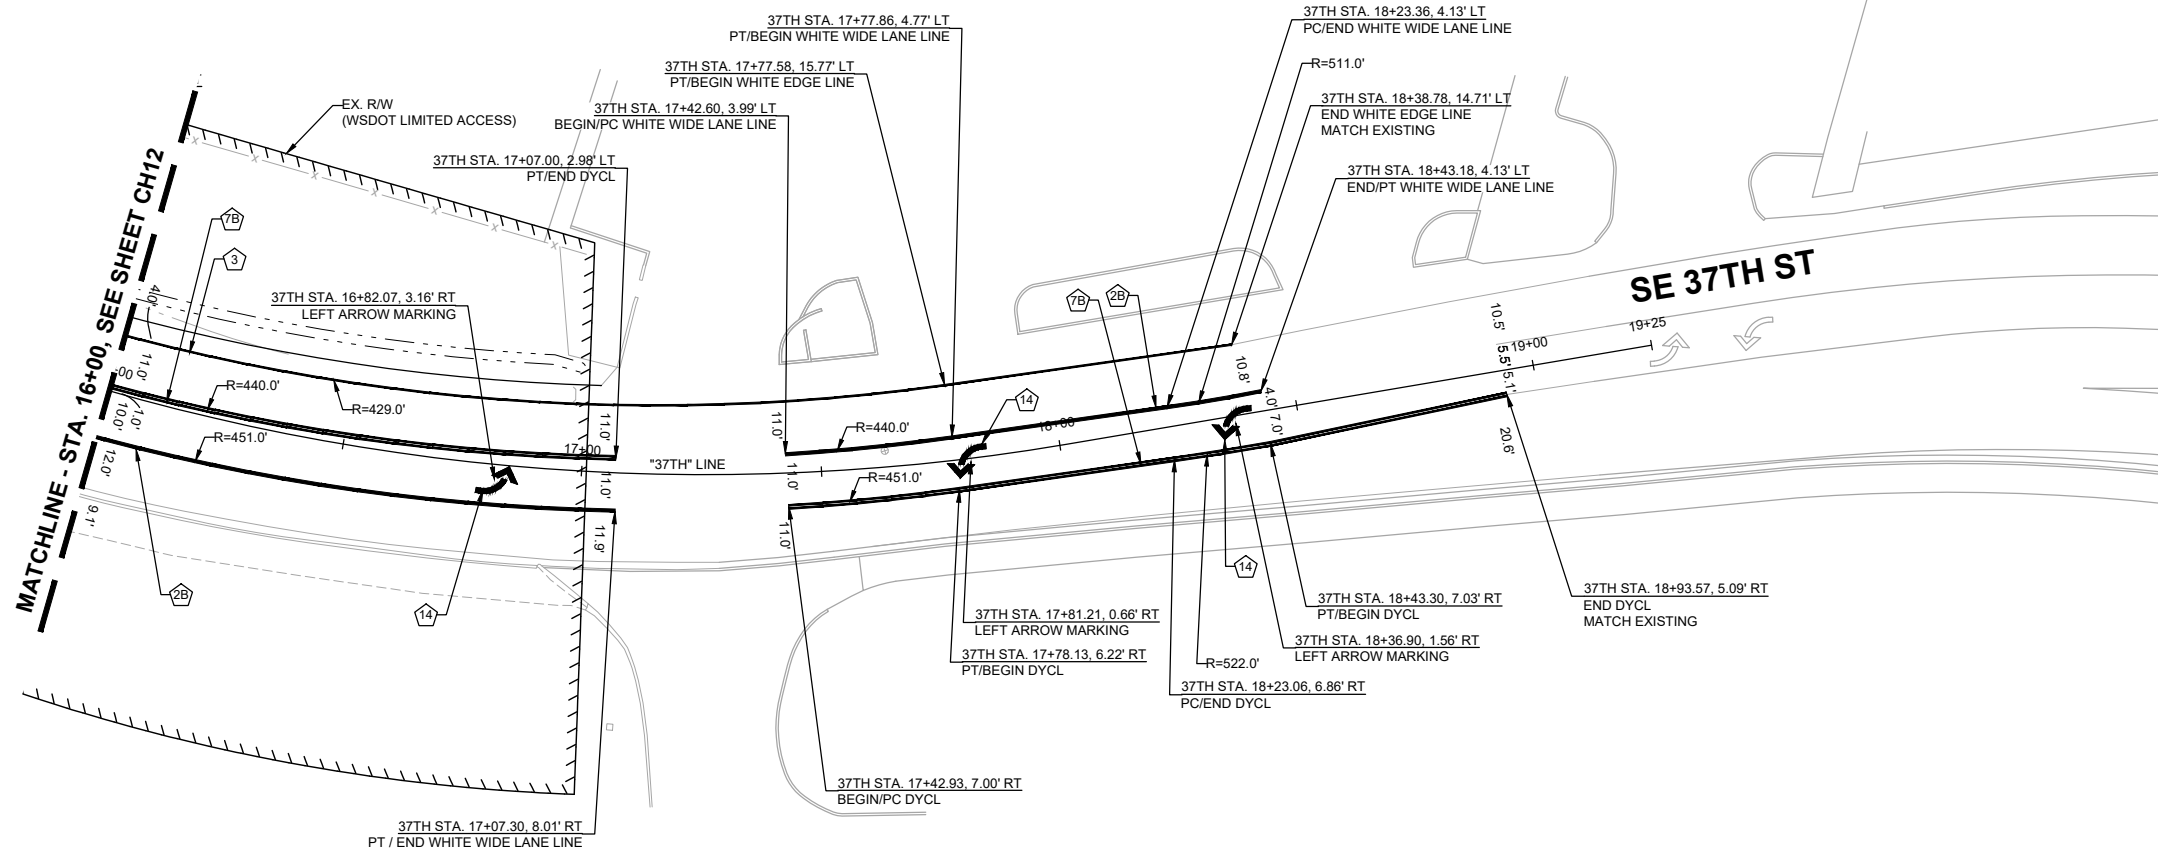 37TH STA. 17+77.86, 4.77' LT
PT/BEGIN WHITE WIDE LANE LINE
37TH STA. 18+23.36, 4.13' LT
PC/END WHITE WIDE LANE LINE
37TH STA. 17+77.58, 15.77' LT
PT/BEGIN WHITE EDGE LINE
R=511.0'
EX. R/W
(WSDOT LIMITED ACCESS)
37TH STA. 17+42.60, 3.99' LT
BEGIN/PC WHITE WIDE LANE LINE
37TH STA. 18+38.78, 14.71' LT
END WHITE EDGE LINE
MATCH EXISTING
37TH STA. 17+07.00, 2.98' LT
PT/END DYCL
37TH STA. 18+43.18, 4.13' LT
END/PT WHITE WIDE LANE LINE
MATCHLINE - STA. 16+00, SEE SHEET CH12
7B
3
37TH STA. 16+82.07, 3.16' RT
LEFT ARROW MARKING
4.0'
SE 37TH ST
7B
2B
10.5'
19+25
19+00
5.5'
5.1'
11.0'
R=440.0'
R=429.0'
10.8'
4.0'
7.0'
14
11.0'
11.0'
R=440.0'
18+00
10.0'
1.0'
R=451.0'
17+00
"37TH" LINE
12.0'
11.0'
11.0'
R=451.0'
20.6'
9.1'
11.9'
11.0'
2B
14
14
37TH STA. 17+81.21, 0.66' RT
LEFT ARROW MARKING
37TH STA. 18+43.30, 7.03' RT
PT/BEGIN DYCL
37TH STA. 18+93.57, 5.09' RT
END DYCL
MATCH EXISTING
37TH STA. 17+78.13, 6.22' RT
PT/BEGIN DYCL
37TH STA. 18+36.90, 1.56' RT
LEFT ARROW MARKING
R=522.0'
37TH STA. 18+23.06, 6.86' RT
PC/END DYCL
37TH STA. 17+42.93, 7.00' RT
BEGIN/PC DYCL
37TH STA. 17+07.30, 8.01' RT
PT / END WHITE WIDE LANE LINE